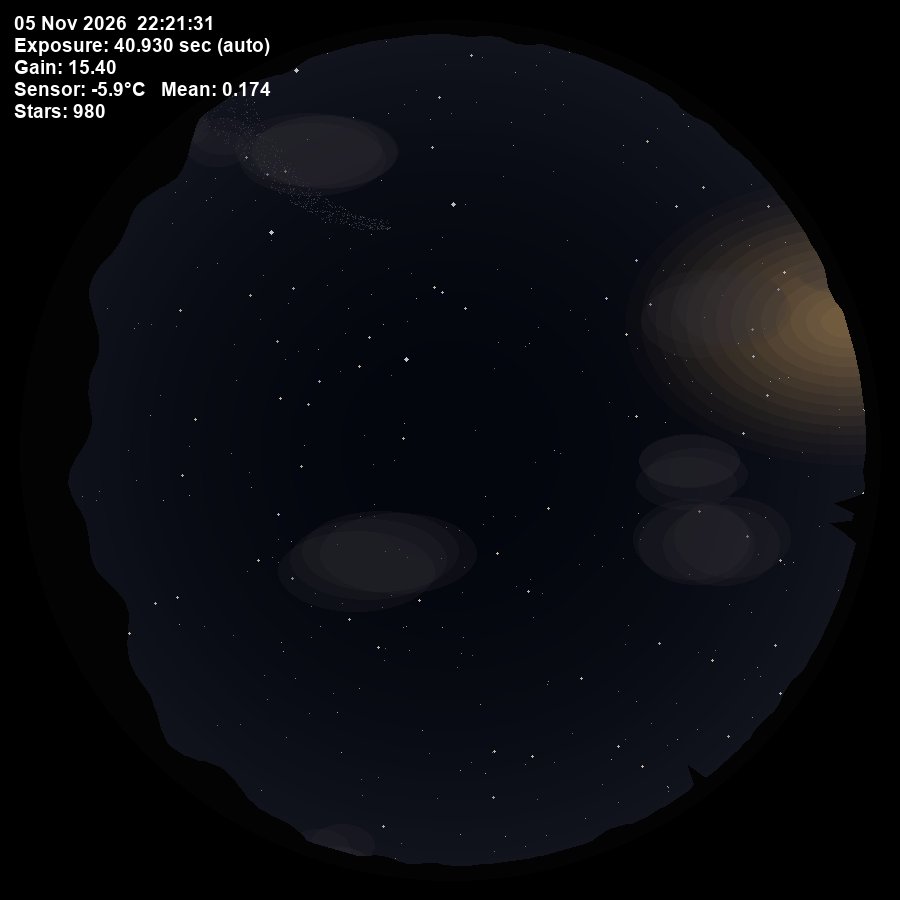 05 Nov 2026  22:21:31
Exposure: 40.930 sec (auto)
Gain: 15.40
Sensor: -5.9°C   Mean: 0.174
Stars: 980